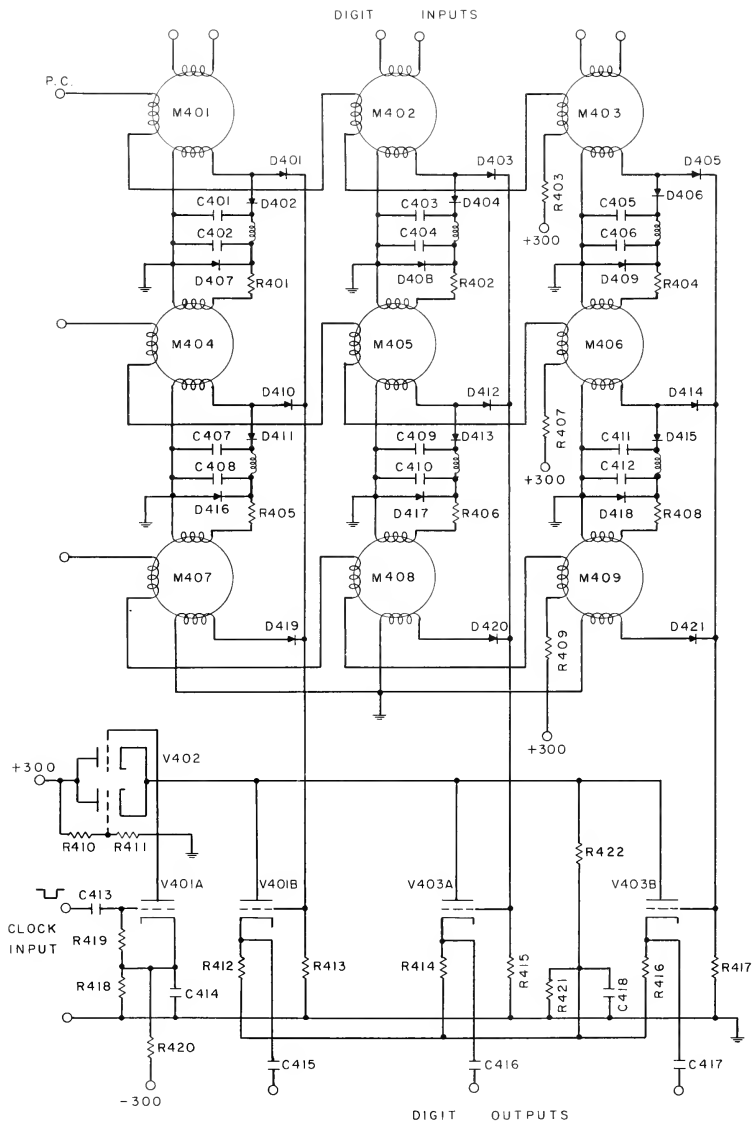 DIGIT INPUTS
P.C.
M401 M402 M403
D401 D403 D405
C401 D402 C403 D404 R403 C405 D406
C402 C404 +300 C406
D407 R401 D408 R402 D409 R404
M404 M405 M406
D410 D412 D414
C407 D411 C409 D413 R407 C411 D415
C408 C410 +300 C412
D416 R405 D417 R406 D418 R408
M407 M408 M409
D419 D420 D421
R409
+300
+300 V402
R410 R411
R422
V401A V401B V403A V403B
C413
CLOCK
INPUT
R419
R412 R413 R414 R415 R416 R417
R418 C414 R421 C418
R420
C415 C416 C417
-300
DIGIT OUTPUTS